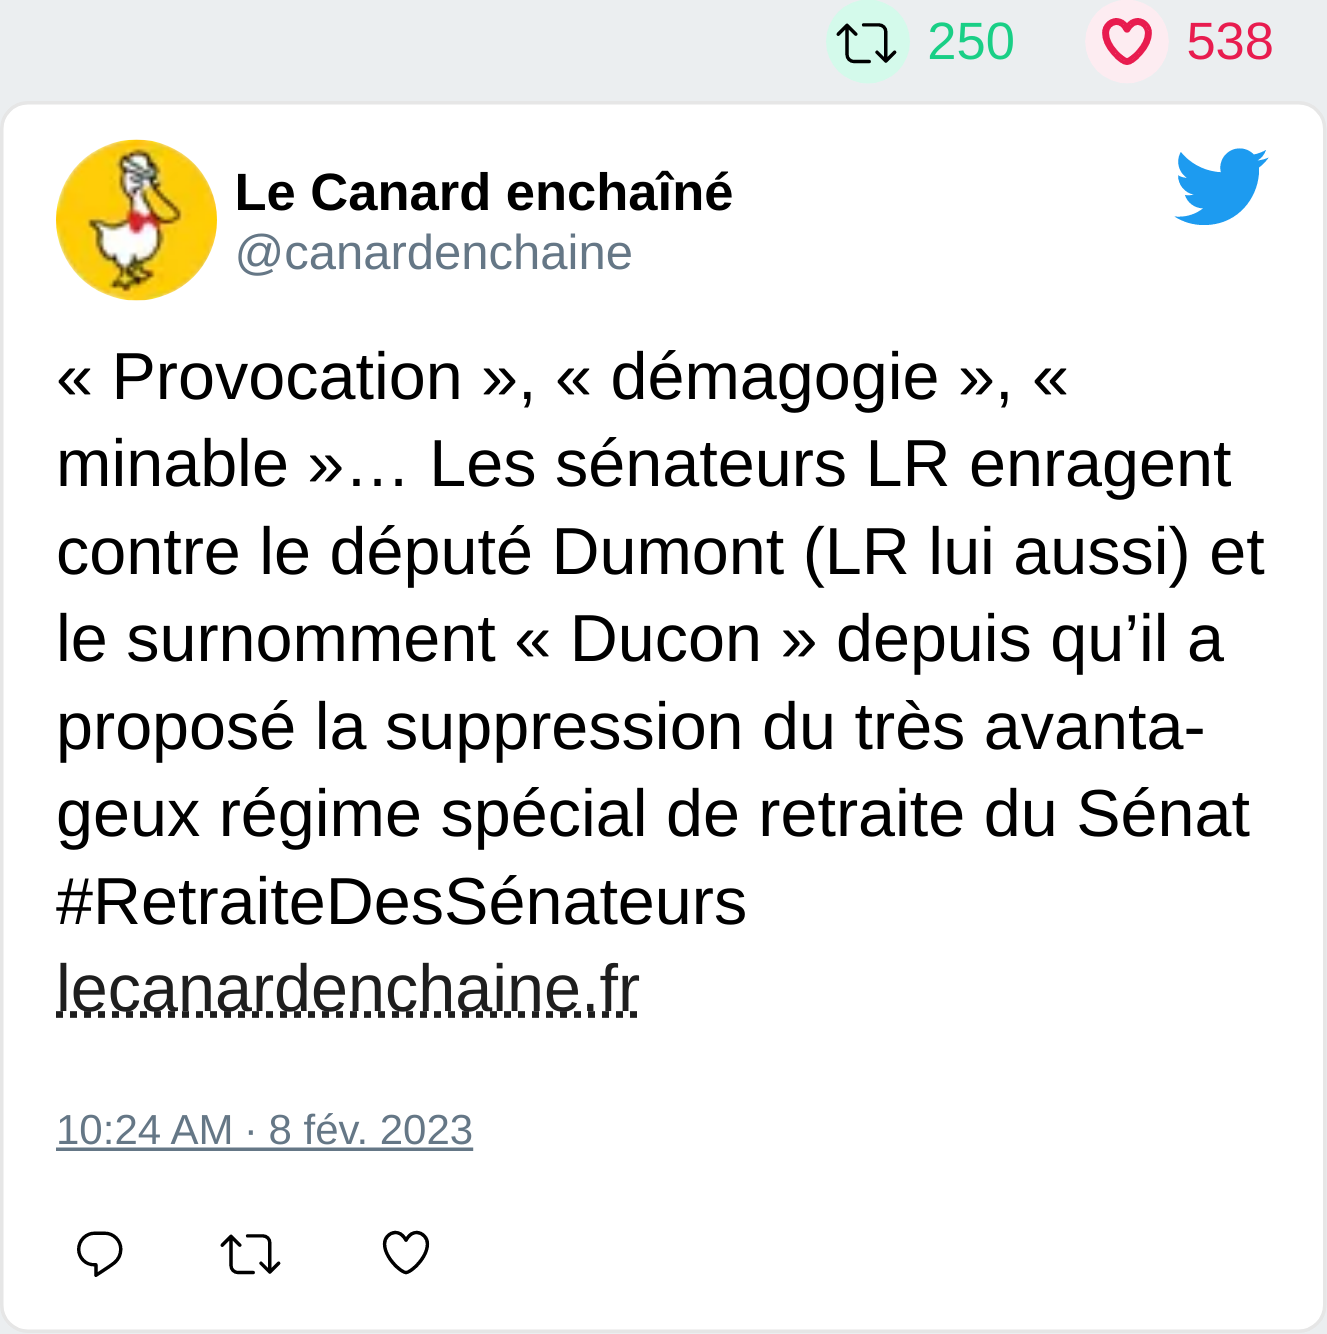 250 538
Le Canard enchaîné
@canardenchaine
« Provocation », « démagogie », «
minable »… Les sénateurs LR enragent
contre le député Dumont (LR lui aussi) et
le surnomment « Ducon » depuis qu’il a
proposé la suppression du très avanta-
geux régime spécial de retraite du Sénat
#RetraiteDesSénateurs
lecanardenchaine.fr
10:24 AM · 8 fév. 2023